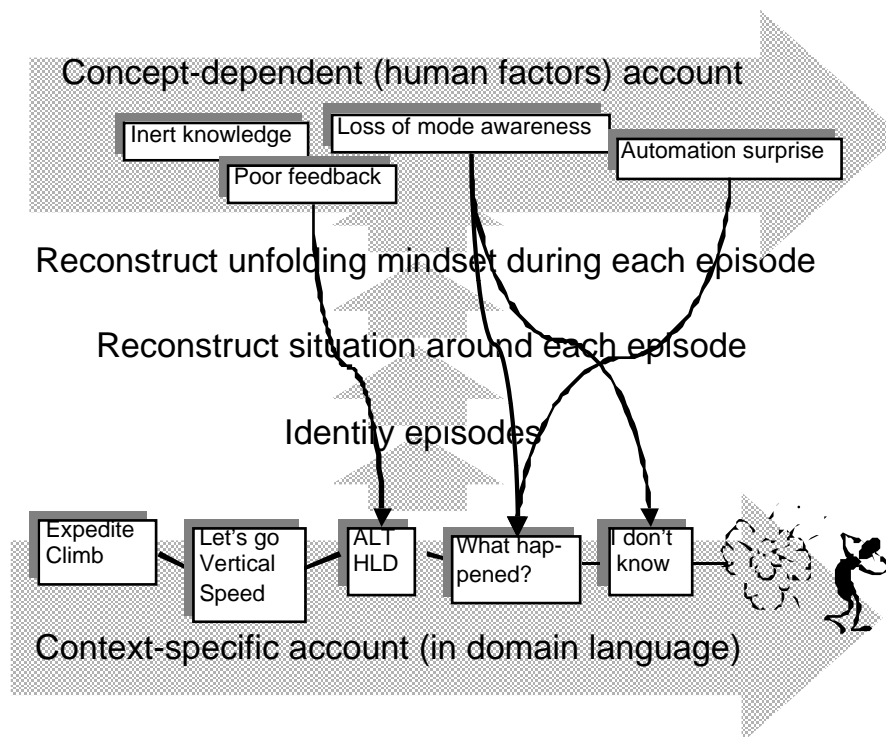 Concept-dependent (human factors) account
Inert knowledge
Loss of mode awareness
Automation surprise
Poor feedback
Reconstruct unfolding mindset during each episode
Reconstruct situation around each episode
Identify episodes
Expedite
Climb
Let's go
Vertical
Speed
ALT
HLD
What hap-
pened?
I don't
know
Context-specific account (in domain language)